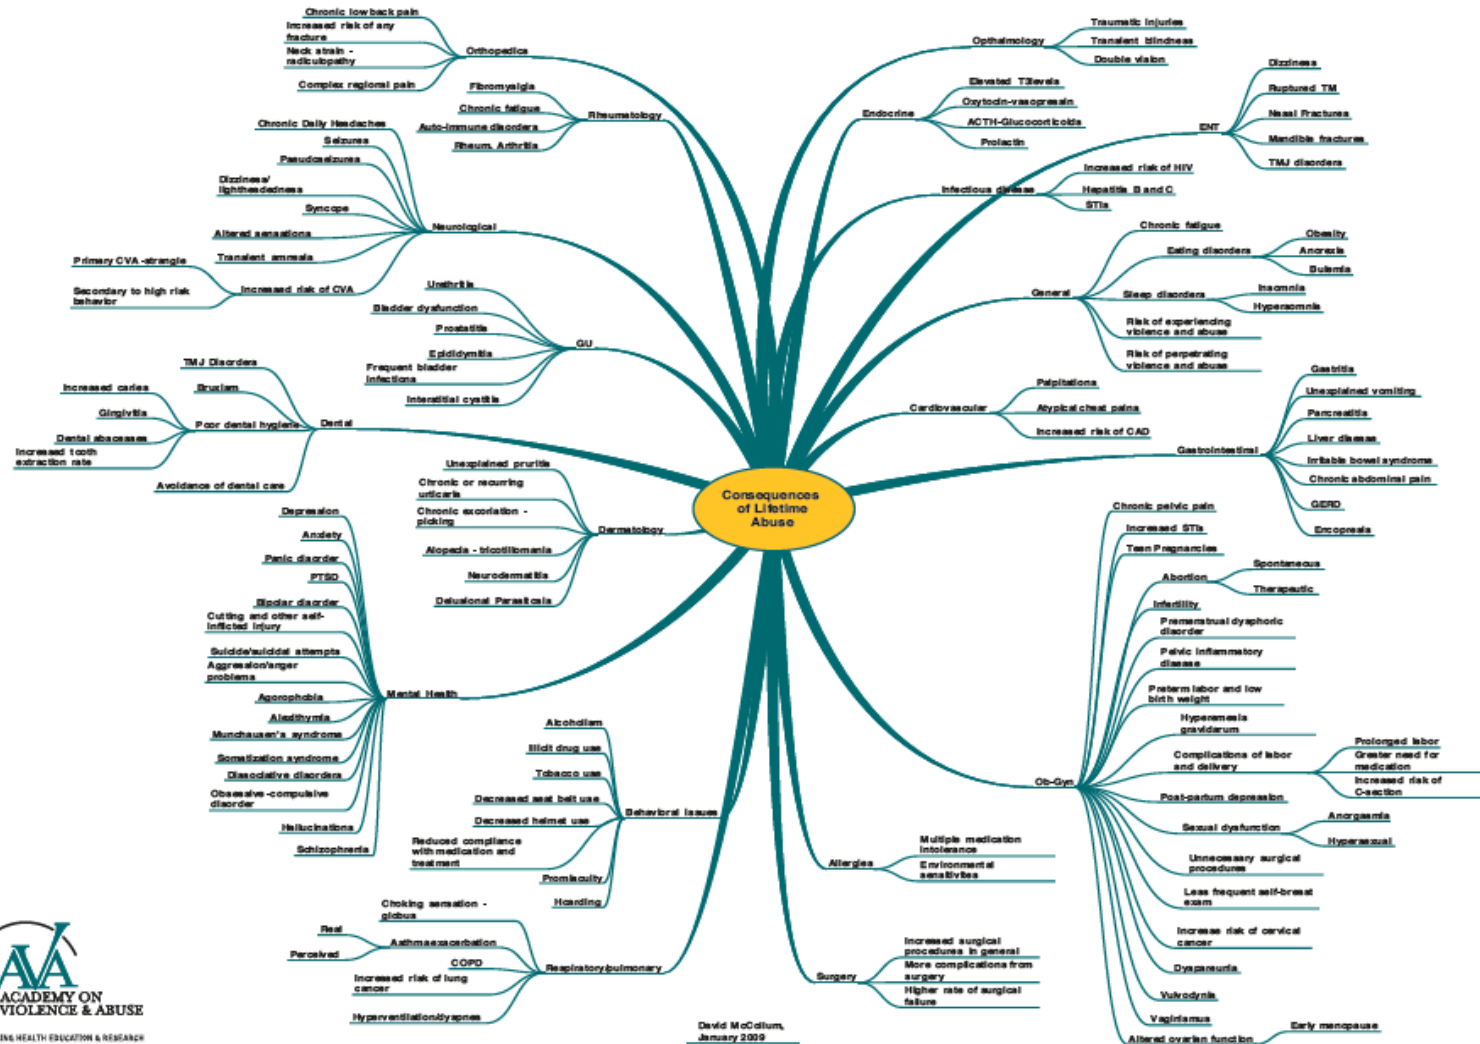 Chronic low back pain
Increased risk of any
fracture
Neck strain -
radiculopathy
Complex regional pain
Orthopedics
Fibromyalgia
Chronic fatigue
Auto-immune disorders
Rheum. Arthritis
Rheumatology
Chronic Daily Headaches
Seizures
Pseudoseizures
Dizziness/
lightheadedness
Syncope
Altered sensations
Transient amnesia
Primary CVA -strangle
Secondary to high risk
behavior
Increased risk of CVA
Neurological
Urethritis
Bladder dysfunction
Prostatitis
Epididymitis
Frequent bladder
infections
Interstitial cystitis
GU
TMJ Disorders
Bruxism
Increased caries
Gingivitis
Dental abscesses
Increased tooth
extraction rate
Poor dental hygiene
Avoidance of dental care
Dental
Unexplained pruritis
Chronic or recurring
urticaria
Chronic excoriation -
picking
Alopecia - tricotillomania
Neurodermatitis
Delusional Parasitosis
Dermatology
Depression
Anxiety
Panic disorder
PTSD
Bipolar disorder
Cutting and other self-
inflicted injury
Suicide/suicidal attempts
Aggression/anger
problems
Agorophobia
Alexithymia
Munchausen's syndrome
Somatization syndrome
Dissociative disorders
Obsessive-compulsive
disorder
Hallucinations
Schizophrenia
Mental Health
Alcoholism
Illicit drug use
Tobacco use
Decreased seat belt use
Decreased helmet use
Reduced compliance
with medication and
treatment
Promiscuity
Hoarding
Behavioral Issues
Choking sensation -
globus
Real
Perceived
Asthma exacerbation
COPD
Increased risk of lung
cancer
Hyperventilation/dyspnea
Respiratory/pulmonary
Consequences
of Lifetime
Abuse
Opthalmology
Traumatic injuries
Transient blindness
Double vision
Endocrine
Elevated T3levels
Oxytocin-vasopressin
ACTH-Glucocorticoids
Prolactin
ENT
Dizziness
Ruptured TM
Nasal Fractures
Mandible fractures
TMJ disorders
Infectious disease
Increased risk of HIV
Hepatitis B and C
STIs
General
Chronic fatigue
Eating disorders
Obesity
Anorexia
Bulemia
Sleep disorders
Insomnia
Hypersomnia
Risk of experiencing
violence and abuse
Risk of perpetrating
violence and abuse
Cardiovascular
Palpitations
Atypical chest pains
Increased risk of CAD
Gastrointestinal
Gastritis
Unexplained vomiting
Pancreatitis
Liver disease
Irritable bowel syndrome
Chronic abdominal pain
GERD
Encopresis
Ob-Gyn
Chronic pelvic pain
Increased STIs
Teen Pregnancies
Abortion
Spontaneous
Therapeutic
Infertility
Premenstrual dysphoric
disorder
Pelvic inflammatory
disease
Preterm labor and low
birth weight
Hyperemesis
gravidarum
Complications of labor
and delivery
Prolonged labor
Greater need for
medication
Increased risk of
C-section
Post-partum depression
Sexual dysfunction
Anorgasmia
Hypersexual
Unnecessary surgical
procedures
Less frequent self-breast
exam
Increase risk of cervical
cancer
Dyspareunia
Vulvodynia
Vaginismus
Altered ovarian function
Early menopause
Allergies
Multiple medication
intolerance
Environmental
sensitivites
Surgery
Increased surgical
procedures in general
More complications from
surgery
Higher rate of surgical
failure
AVA
ACADEMY ON
VIOLENCE & ABUSE
HEALTH EDUCATION & RESEARCH
David McCollum,
January 2009